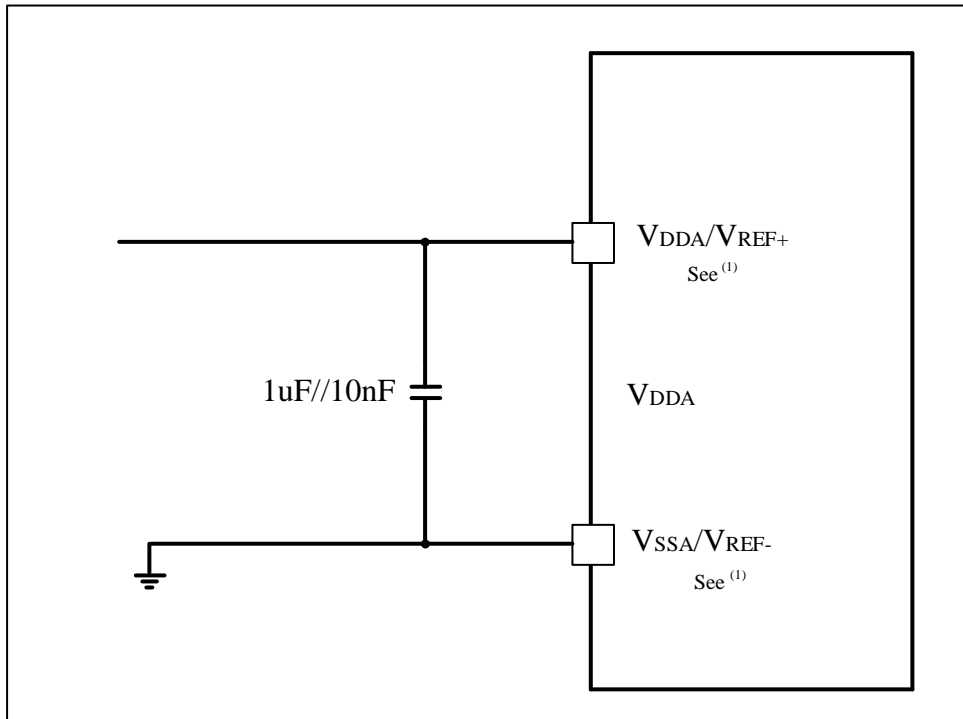 VDDA/VREF+
See (1)
1uF//10nF
VDDA
VSSA/VREF-
See (1)